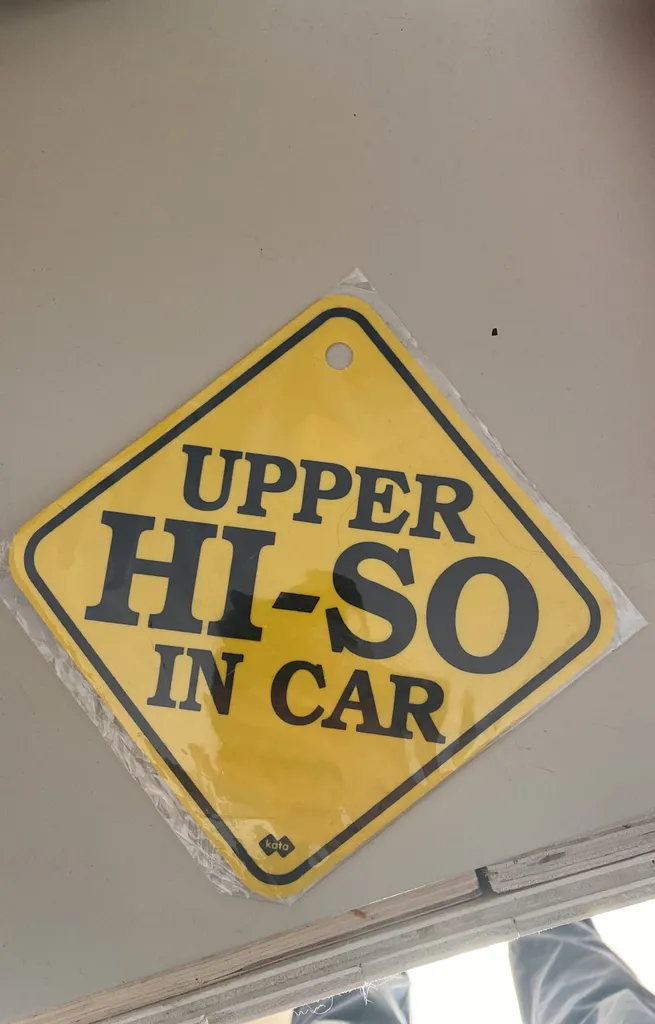 UPPER
HI-SO
IN CAR
kata